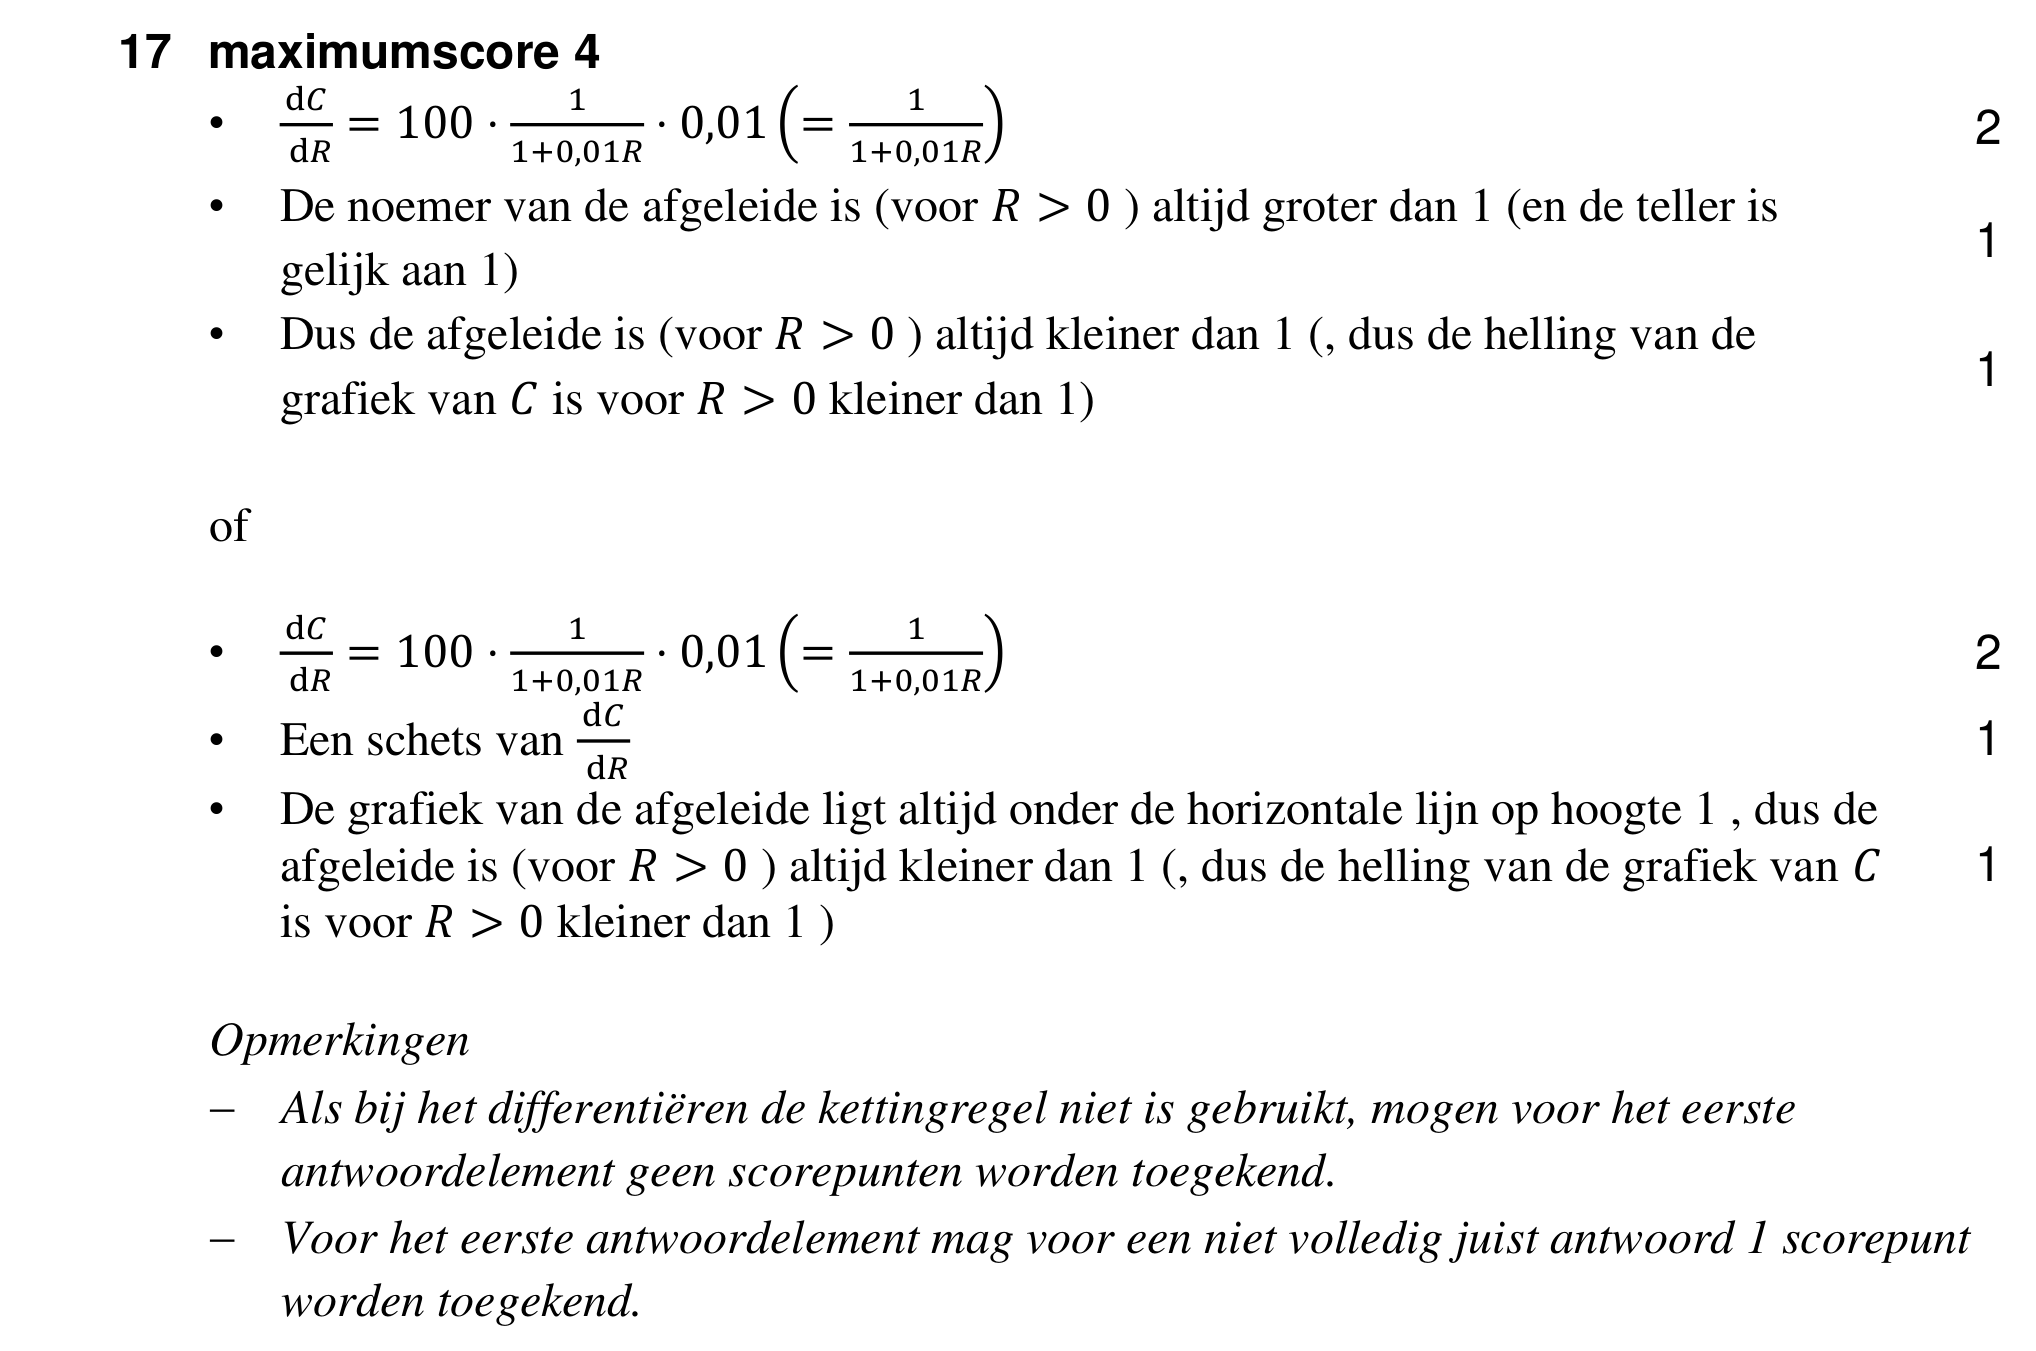 17 maximumscore 4
• dC/dR = 100 · 1/(1+0,01R) · 0,01 (= 1/(1+0,01R)) 2
• De noemer van de afgeleide is (voor R > 0 ) altijd groter dan 1 (en de teller is
gelijk aan 1) 1
• Dus de afgeleide is (voor R > 0 ) altijd kleiner dan 1 (, dus de helling van de
grafiek van C is voor R > 0 kleiner dan 1) 1
of
• dC/dR = 100 · 1/(1+0,01R) · 0,01 (= 1/(1+0,01R)) 2
• Een schets van dC/dR 1
• De grafiek van de afgeleide ligt altijd onder de horizontale lijn op hoogte 1 , dus de
afgeleide is (voor R > 0 ) altijd kleiner dan 1 (, dus de helling van de grafiek van C 1
is voor R > 0 kleiner dan 1 )
Opmerkingen
– Als bij het differentiëren de kettingregel niet is gebruikt, mogen voor het eerste
antwoordelement geen scorepunten worden toegekend.
– Voor het eerste antwoordelement mag voor een niet volledig juist antwoord 1 scorepunt
worden toegekend.